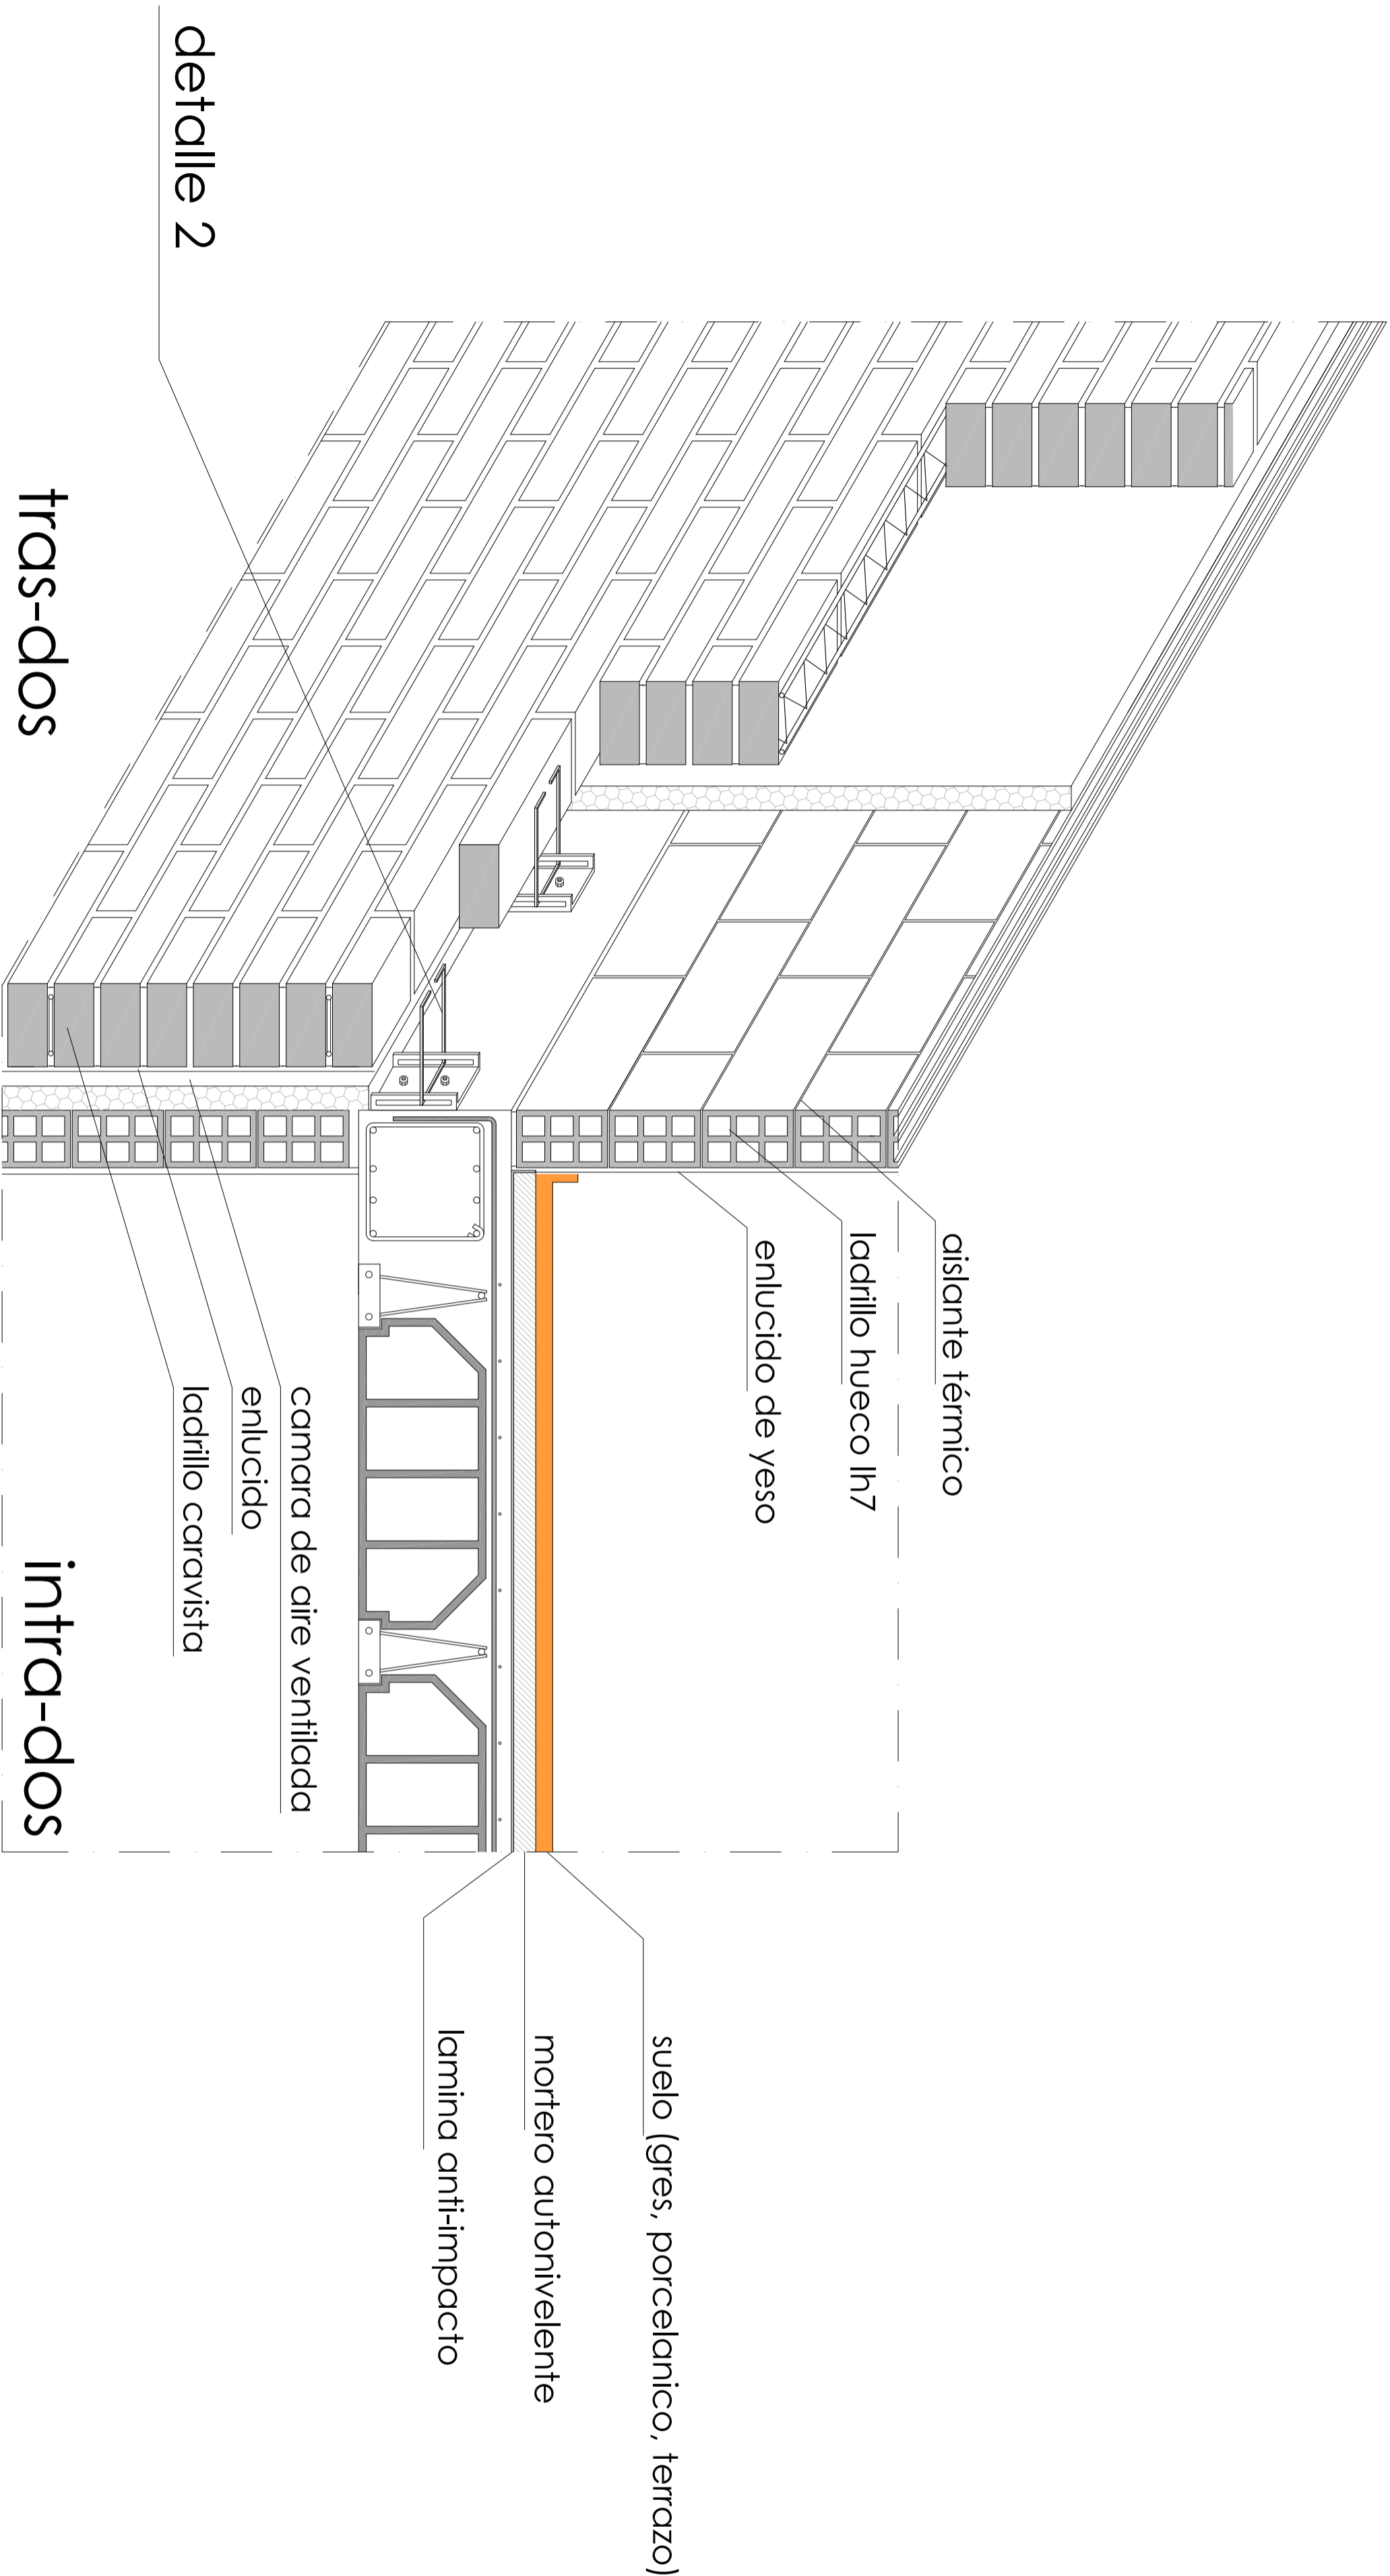 aislante térmico
ladrillo hueco lh7
enlucido de yeso
suelo (gres, porcelanico, terrazo)
mortero autonivelente
lamina anti-impacto
detalle 2
camara de aire ventilada
enlucido
ladrillo caravista
tras-dos
intra-dos